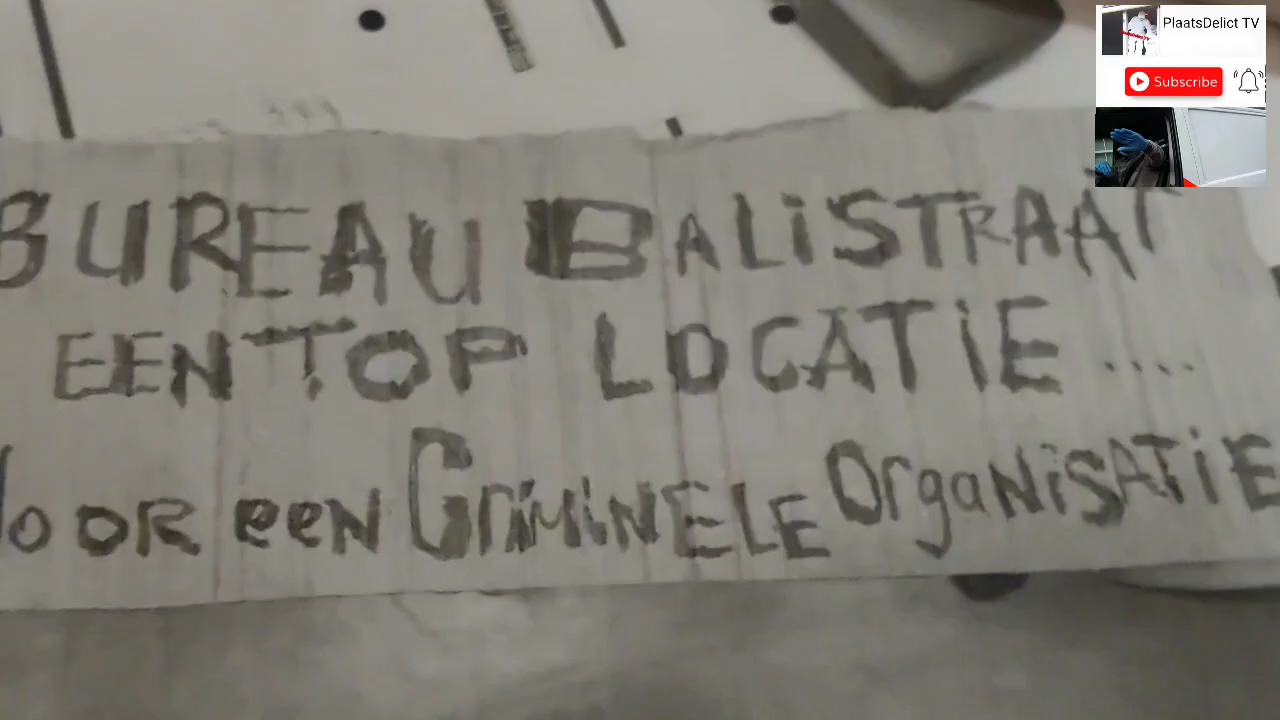 PlaatsDelict TV
Subscribe
BUREAU BALiSTRAAT
EEN TOP LOCATiE .....
VOOR eeN CriMiNELE OrgaNiSATiE